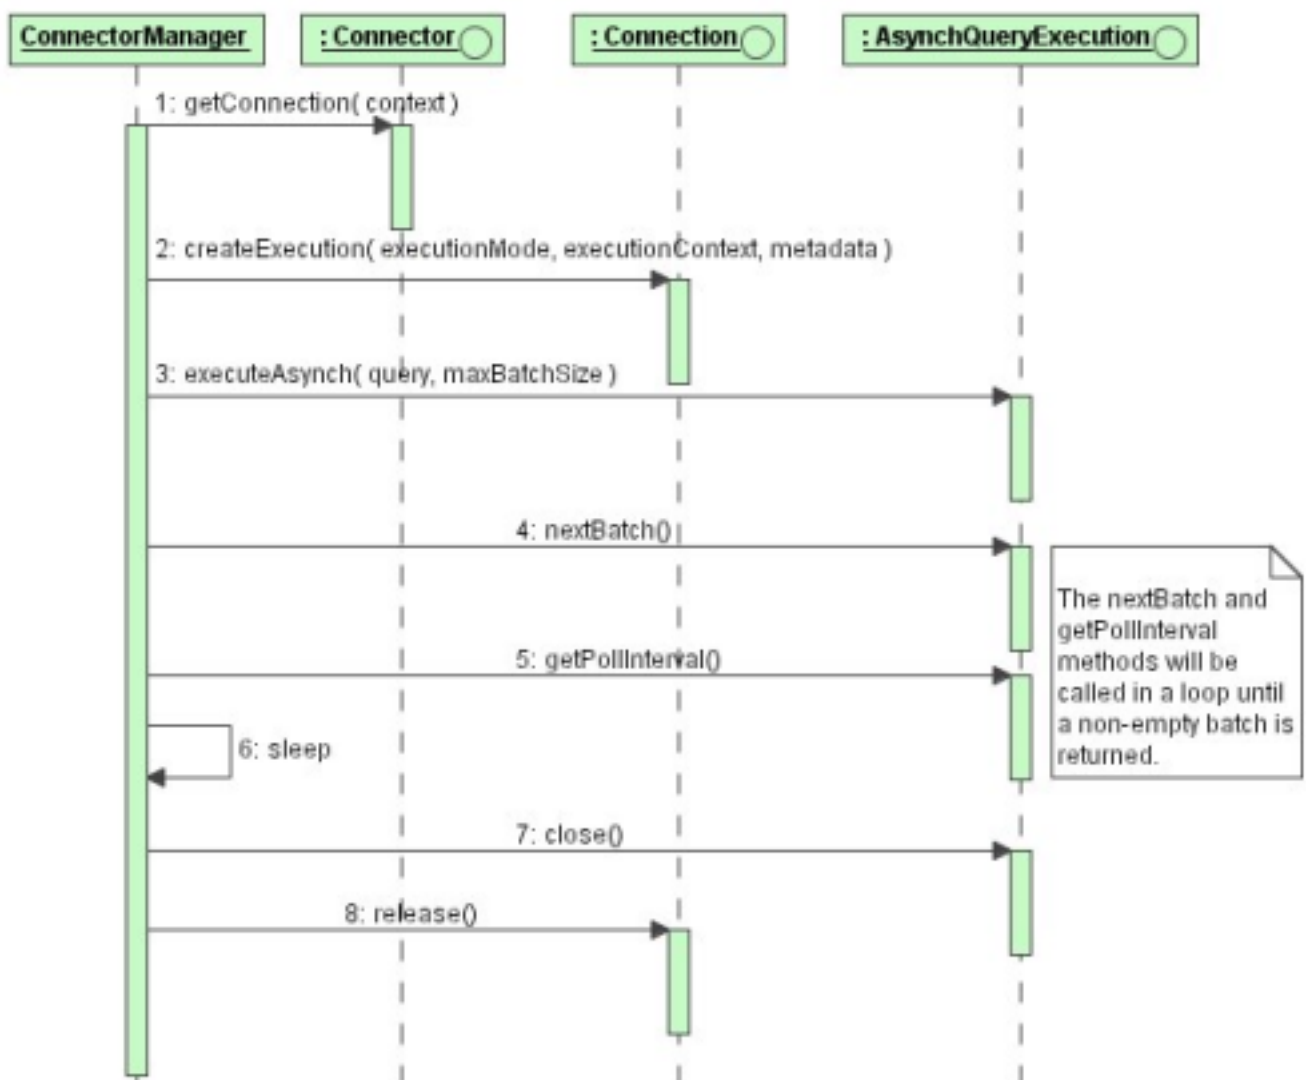 ConnectorManager
: Connector
: Connection
: AsynchQueryExecution
1: getConnection( context )
2: createExecution( executionMode, executionContext, metadata )
3: executeAsynch( query, maxBatchSize )
4: nextBatch()
The nextBatch and
getPollInterval
methods will be
called in a loop until
a non-empty batch is
returned.
5: getPollInterval()
6: sleep
7: close()
8: release()